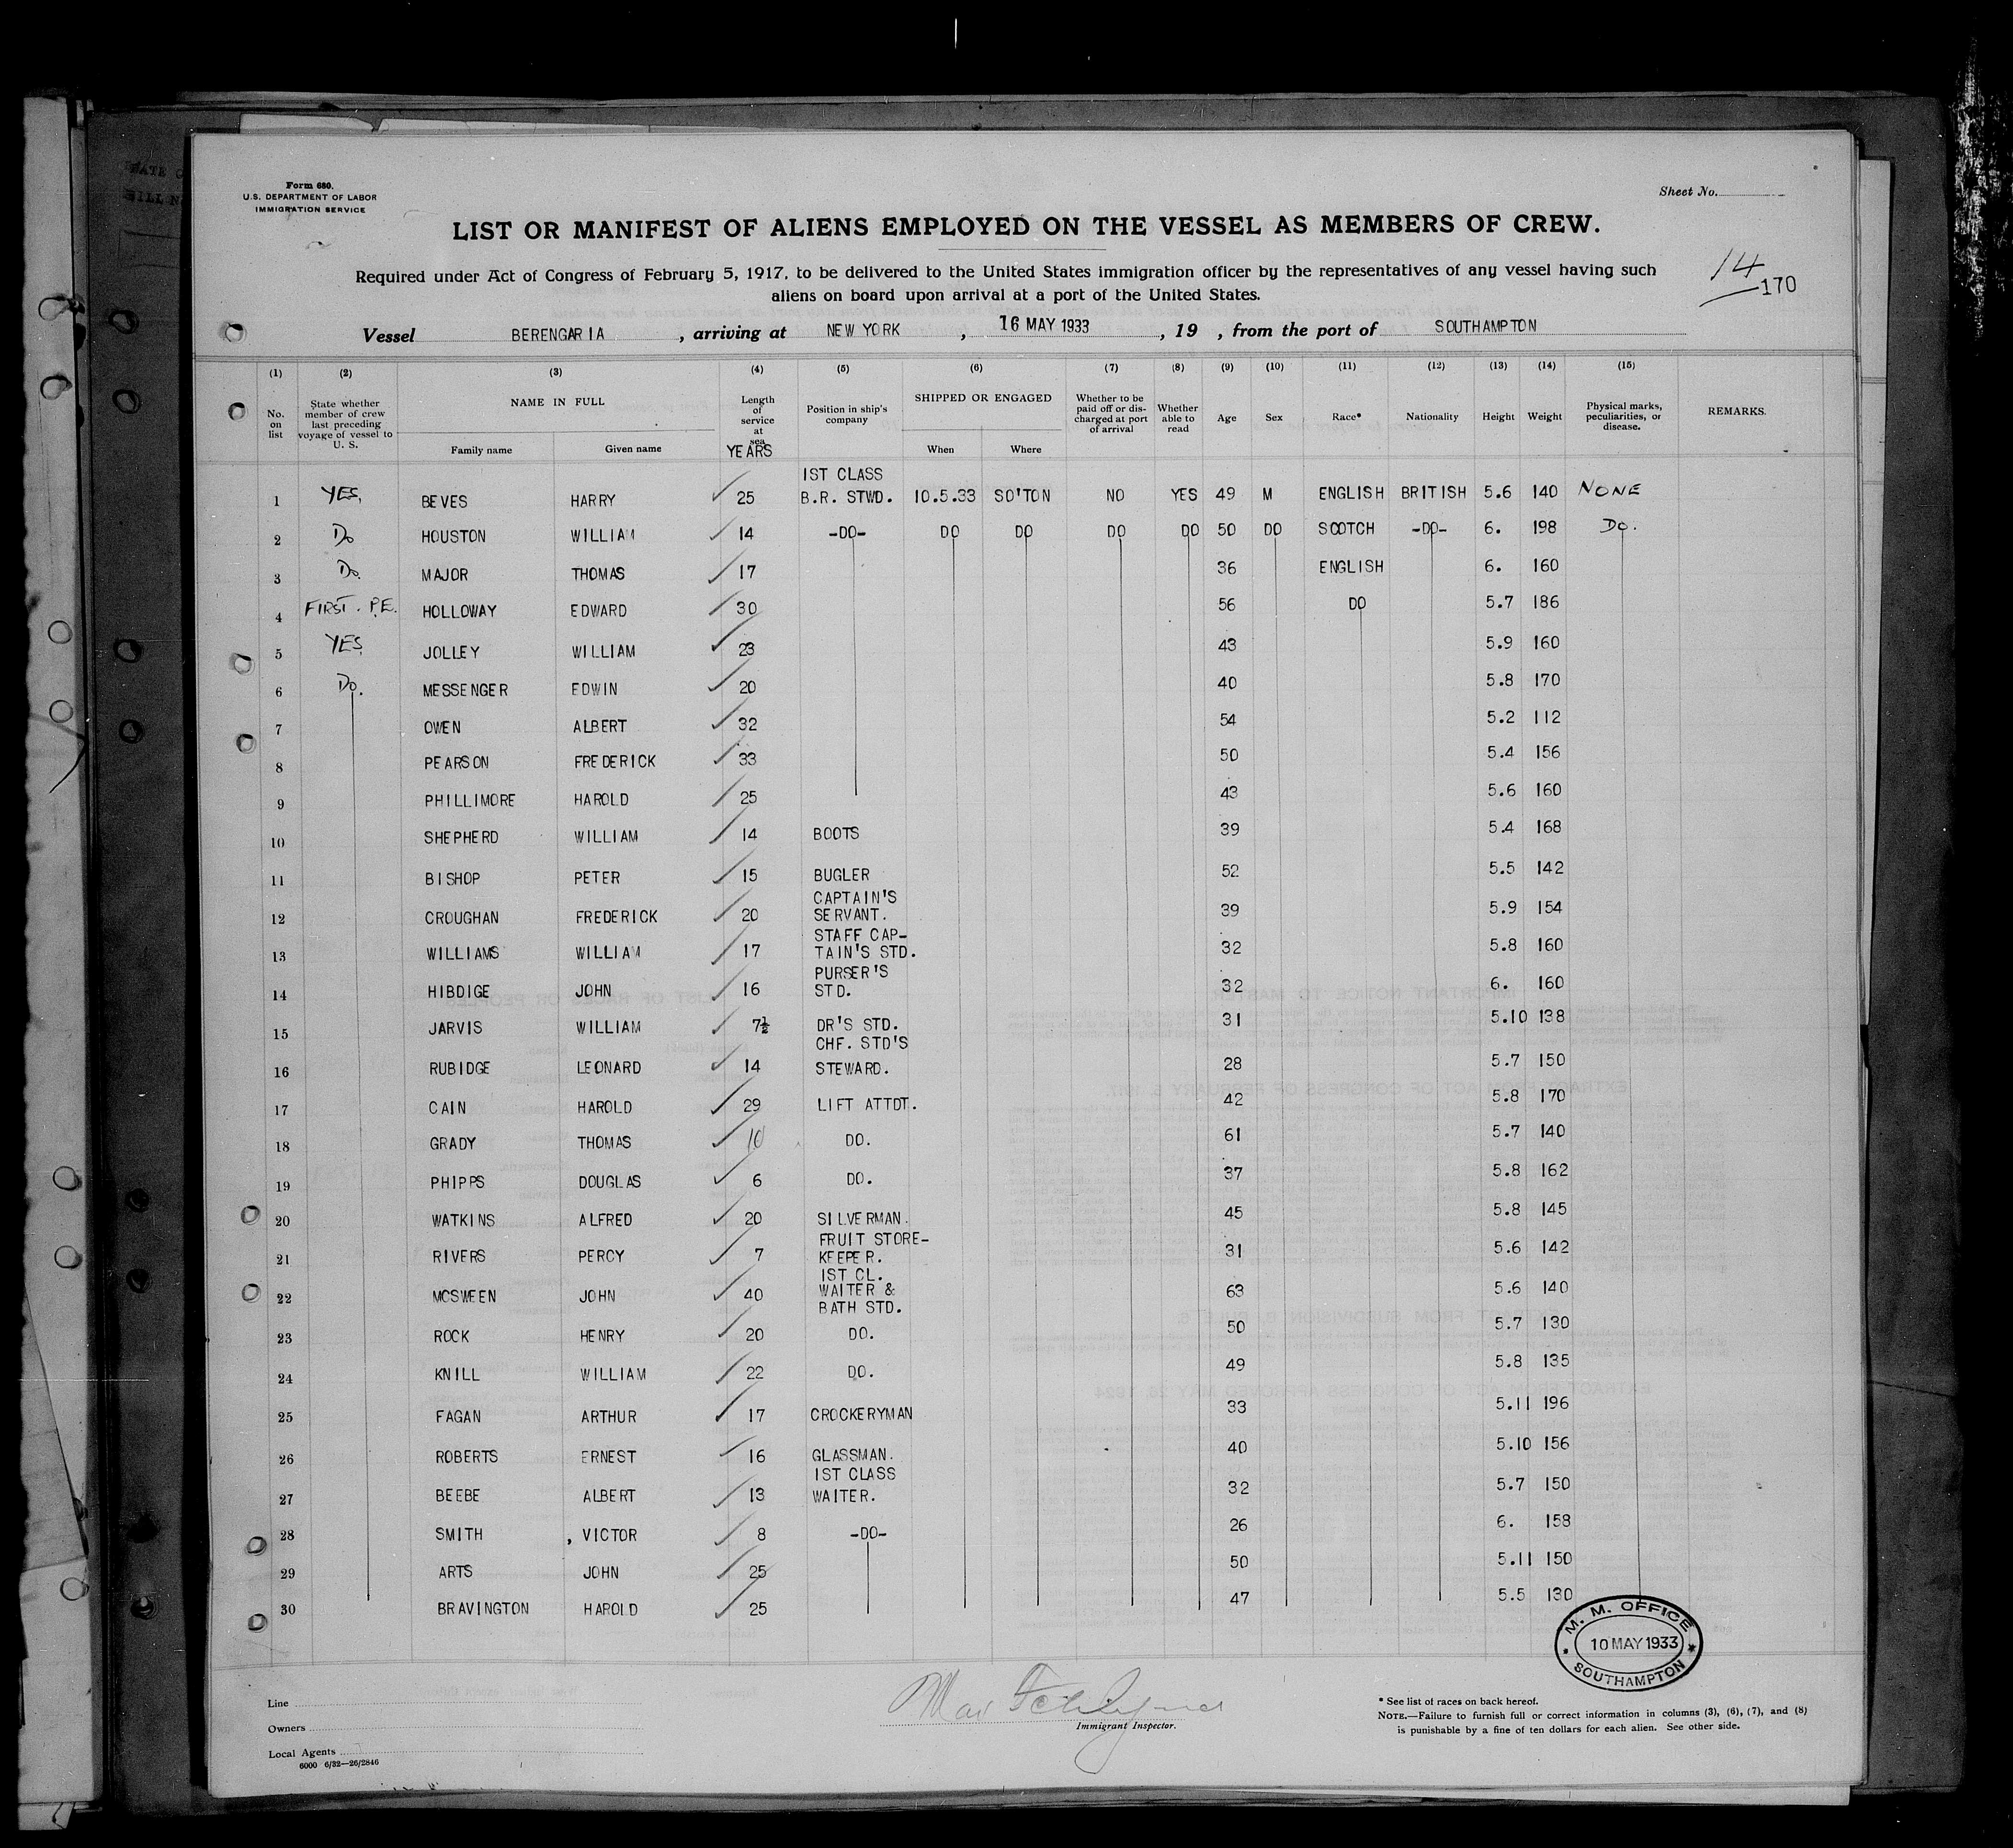 Form 680.
U.S. DEPARTMENT OF LABOR
IMMIGRATION SERVICE
Sheet No.
LIST OR MANIFEST OF ALIENS EMPLOYED ON THE VESSEL AS MEMBERS OF CREW.
Required under Act of Congress of February 5, 1917, to be delivered to the United States immigration officer by the representatives of any vessel having such
aliens on board upon arrival at a port of the United States.
14
170
Vessel BERENGARIA , arriving at NEW YORK , 16 MAY 1933 , 19 , from the port of SOUTHAMPTON
(1) (2) (3) (4) (5) (6) (7) (8) (9) (10) (11) (12) (13) (14) (15)
No. on list State whether member of crew last preceding voyage of vessel to U. S. NAME IN FULL Family name Given name Length of service at sea YEARS Position in ship's company SHIPPED OR ENGAGED When Where Whether to be paid off or discharged at port of arrival Whether able to read Age Sex Race* Nationality Height Weight Physical marks, peculiarities, or disease. REMARKS.
1 YES. BEVES HARRY 25 1ST CLASS B.R. STWD. 10.5.33 SO'TON NO YES 49 M ENGLISH BRITISH 5.6 140 NONE
2 Do HOUSTON WILLIAM 14 -DO- DO DO DO DO 50 DO SCOTCH -DO- 6. 198 Do.
3 Do. MAJOR THOMAS 17 36 ENGLISH 6. 160
4 FIRST. P.E. HOLLOWAY EDWARD 30 56 DO 5.7 186
5 YES. JOLLEY WILLIAM 23 43 5.9 160
6 Do. MESSENGER EDWIN 20 40 5.8 170
7 OWEN ALBERT 32 54 5.2 112
8 PEARSON FREDERICK 33 50 5.4 156
9 PHILLIMORE HAROLD 25 43 5.6 160
10 SHEPHERD WILLIAM 14 BOOTS 39 5.4 168
11 BISHOP PETER 15 BUGLER 52 5.5 142
12 CROUGHAN FREDERICK 20 CAPTAIN'S SERVANT. 39 5.9 154
13 WILLIAMS WILLIAM 17 STAFF CAP-TAIN'S STD. 32 5.8 160
14 HIBDIGE JOHN 16 PURSER'S STD. 32 6. 160
15 JARVIS WILLIAM 7½ DR'S STD. 31 5.10 138
16 RUBIDGE LEONARD 14 CHF. STD'S STEWARD. 28 5.7 150
17 CAIN HAROLD 29 LIFT ATTDT. 42 5.8 170
18 GRADY THOMAS 10 DO. 61 5.7 140
19 PHIPPS DOUGLAS 6 DO. 37 5.8 162
20 WATKINS ALFRED 20 SILVERMAN. 45 5.8 145
21 RIVERS PERCY 7 FRUIT STORE-KEEPER. 31 5.6 142
22 MCSWEEN JOHN 40 1ST CL. WAITER & BATH STD. 63 5.6 140
23 ROCK HENRY 20 DO. 50 5.7 130
24 KNILL WILLIAM 22 DO. 49 5.8 135
25 FAGAN ARTHUR 17 CROCKERYMAN 33 5.11 196
26 ROBERTS ERNEST 16 GLASSMAN. 40 5.10 156
27 BEEBE ALBERT 13 1ST CLASS WAITER. 32 5.7 150
28 SMITH , VICTOR 8 -DO- 26 6. 158
29 ARTS JOHN 25 50 5.11 150
30 BRAVINGTON HAROLD 25 47 5.5 130
M. M. OFFICE
10 MAY 1933
SOUTHAMPTON
Line
Owners
Local Agents
6000 6/32—26/2846
Immigrant Inspector.
* See list of races on back hereof.
NOTE.—Failure to furnish full or correct information in columns (3), (6), (7), and (8)
is punishable by a fine of ten dollars for each alien. See other side.